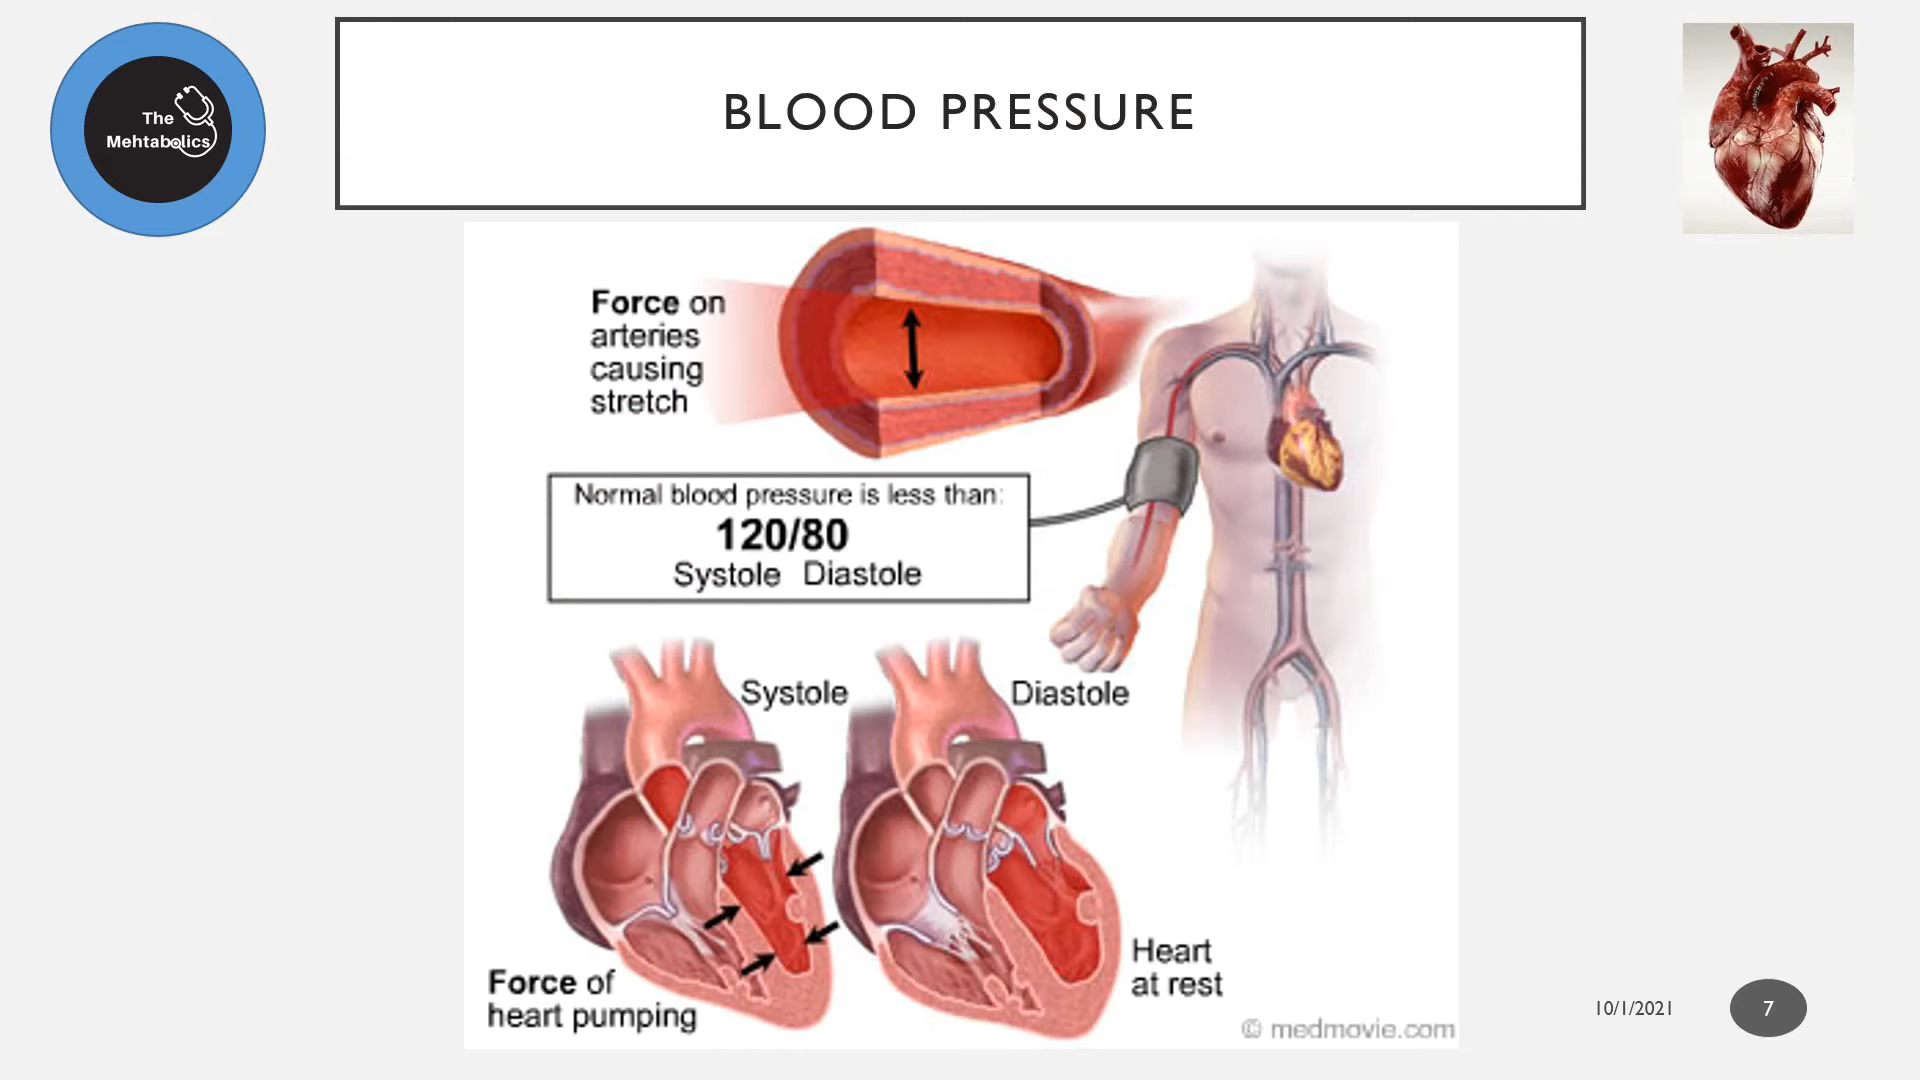 The
Mehtabolics
BLOOD PRESSURE
Force on
arteries
causing
stretch
Normal blood pressure is less than:
120/80
Systole Diastole
Systole
Diastole
Force of
heart pumping
Heart
at rest
© medmovie.com
10/1/2021
7